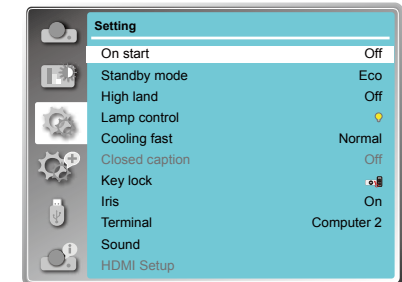 Setting
On start Off
Standby mode Eco
High land Off
Lamp control
Cooling fast Normal
Closed caption Off
Key lock
Iris On
Terminal Computer 2
Sound
HDMI Setup